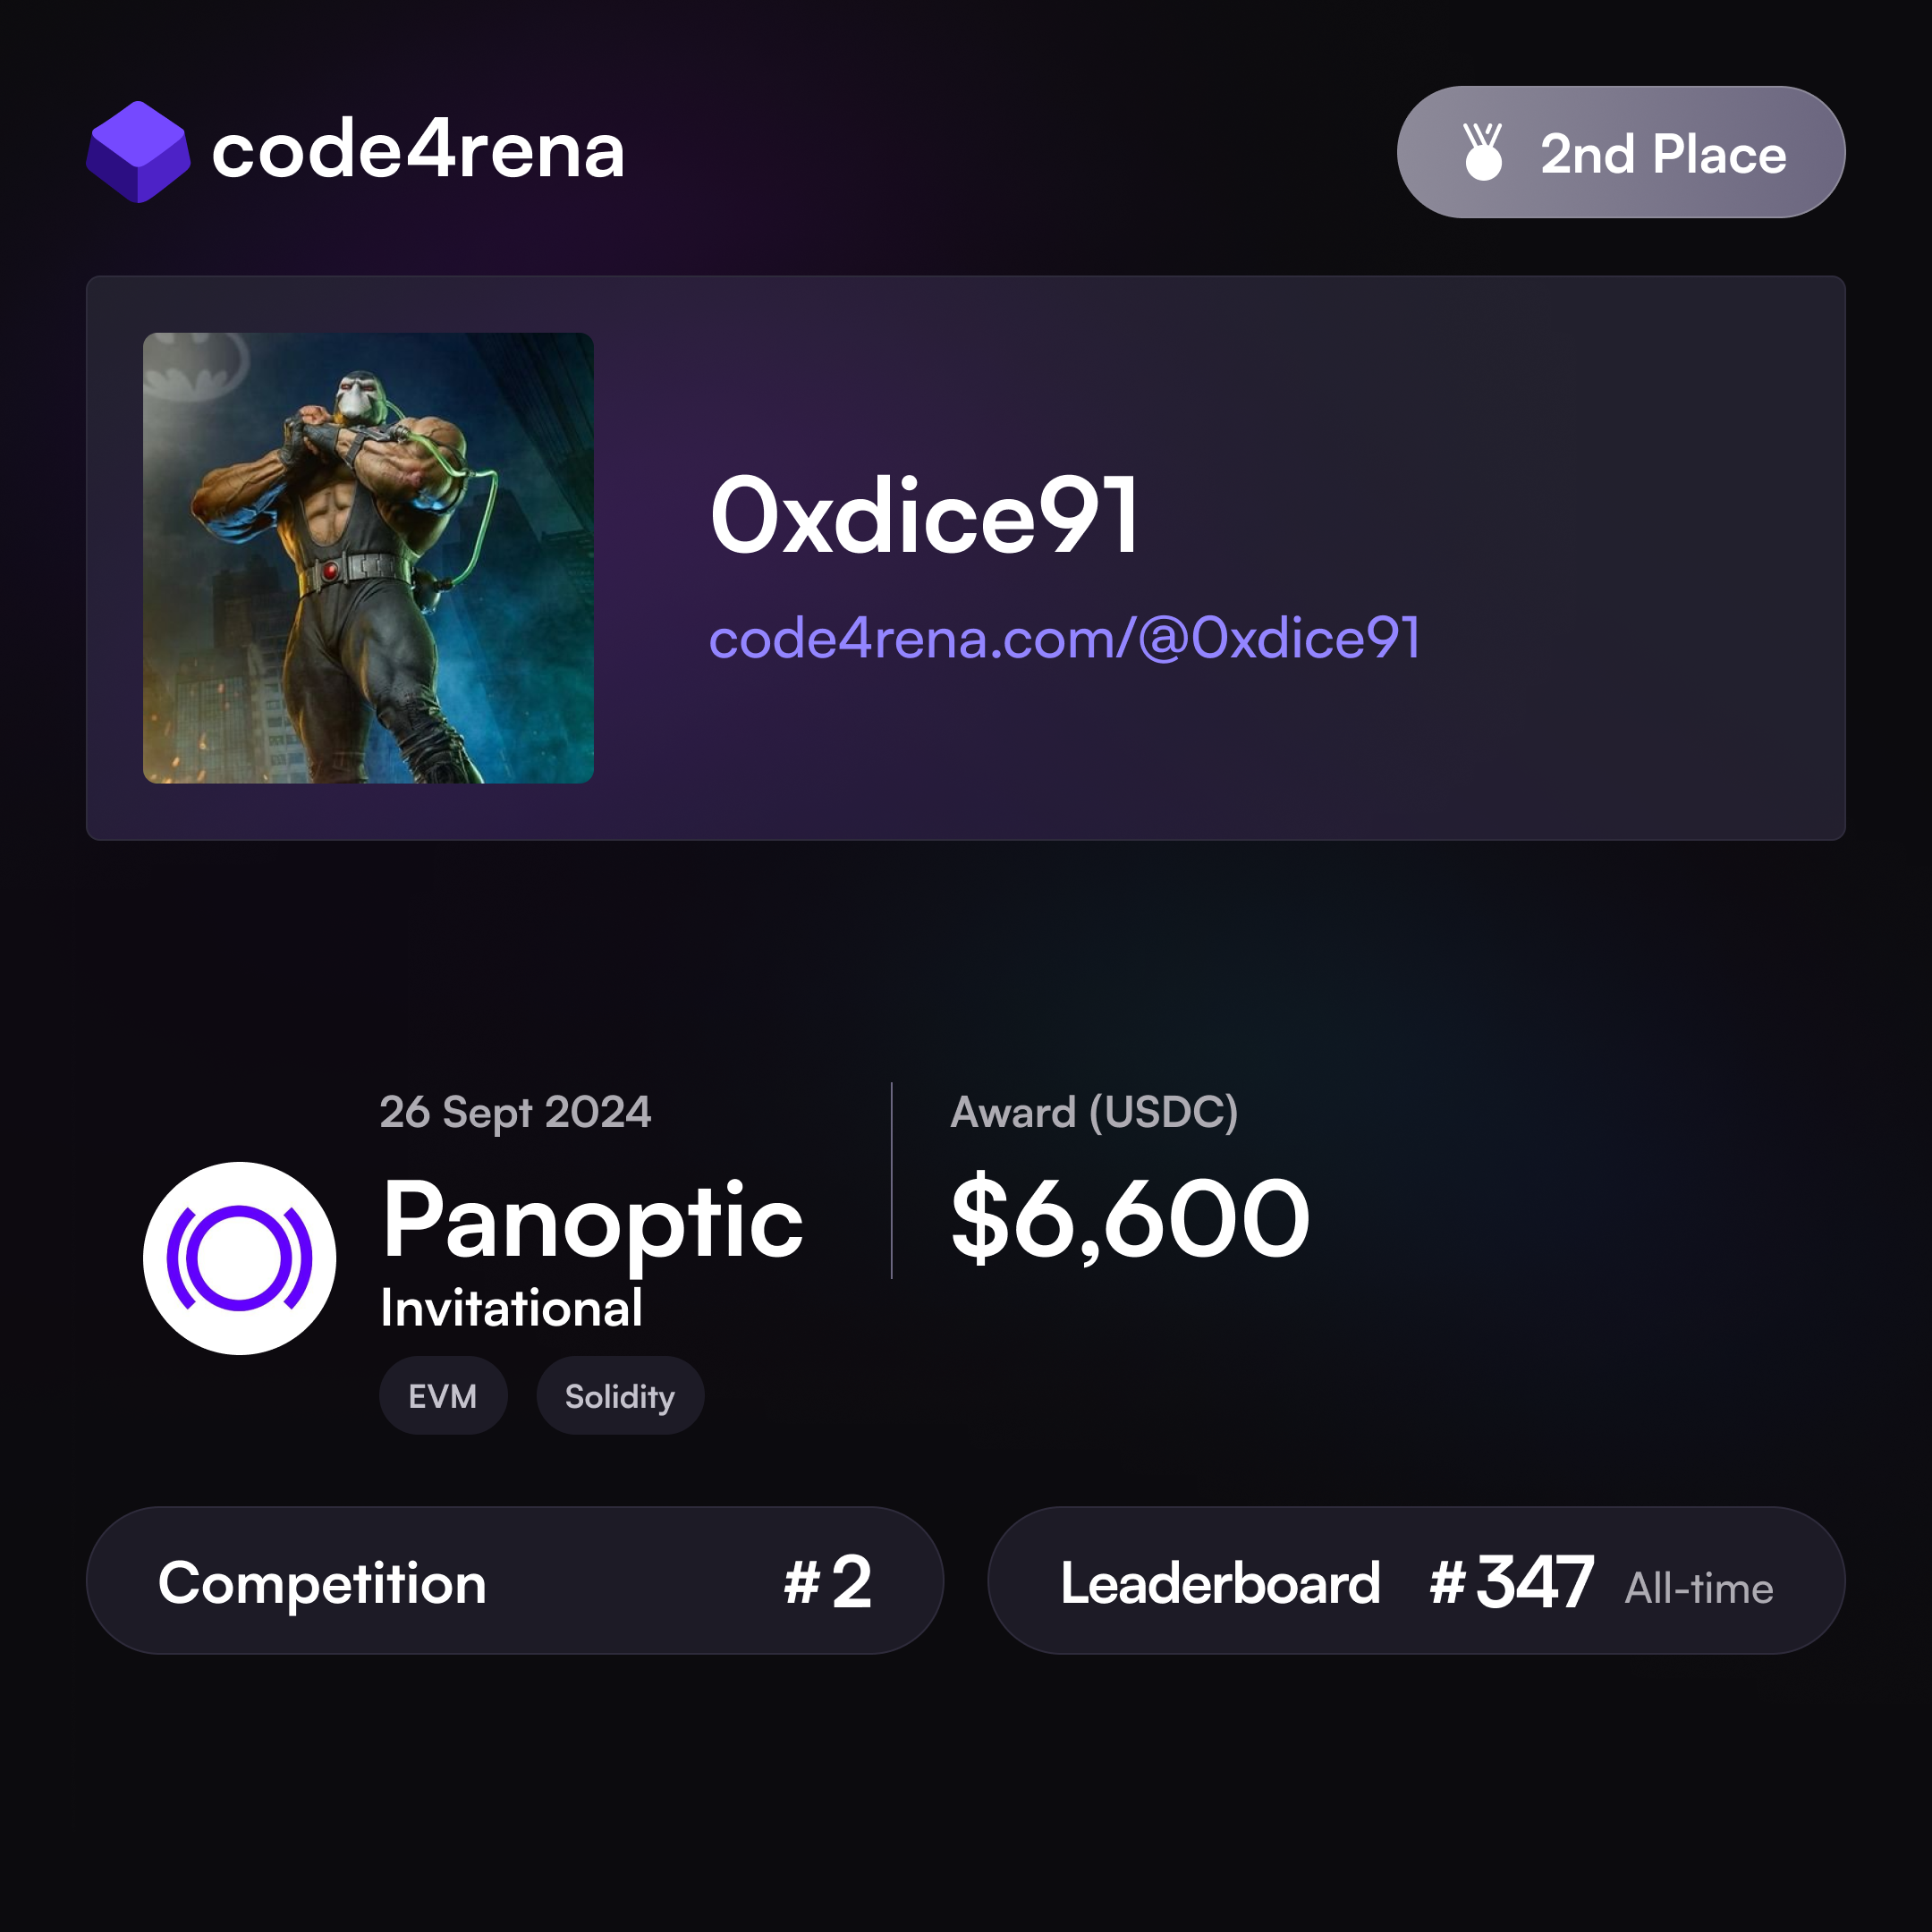 code4rena
2nd Place
0xdice91
code4rena.com/@0xdice91
26 Sept 2024
Panoptic
Invitational
EVM
Solidity
Award (USDC)
$6,600
Competition #2
Leaderboard #347 All-time